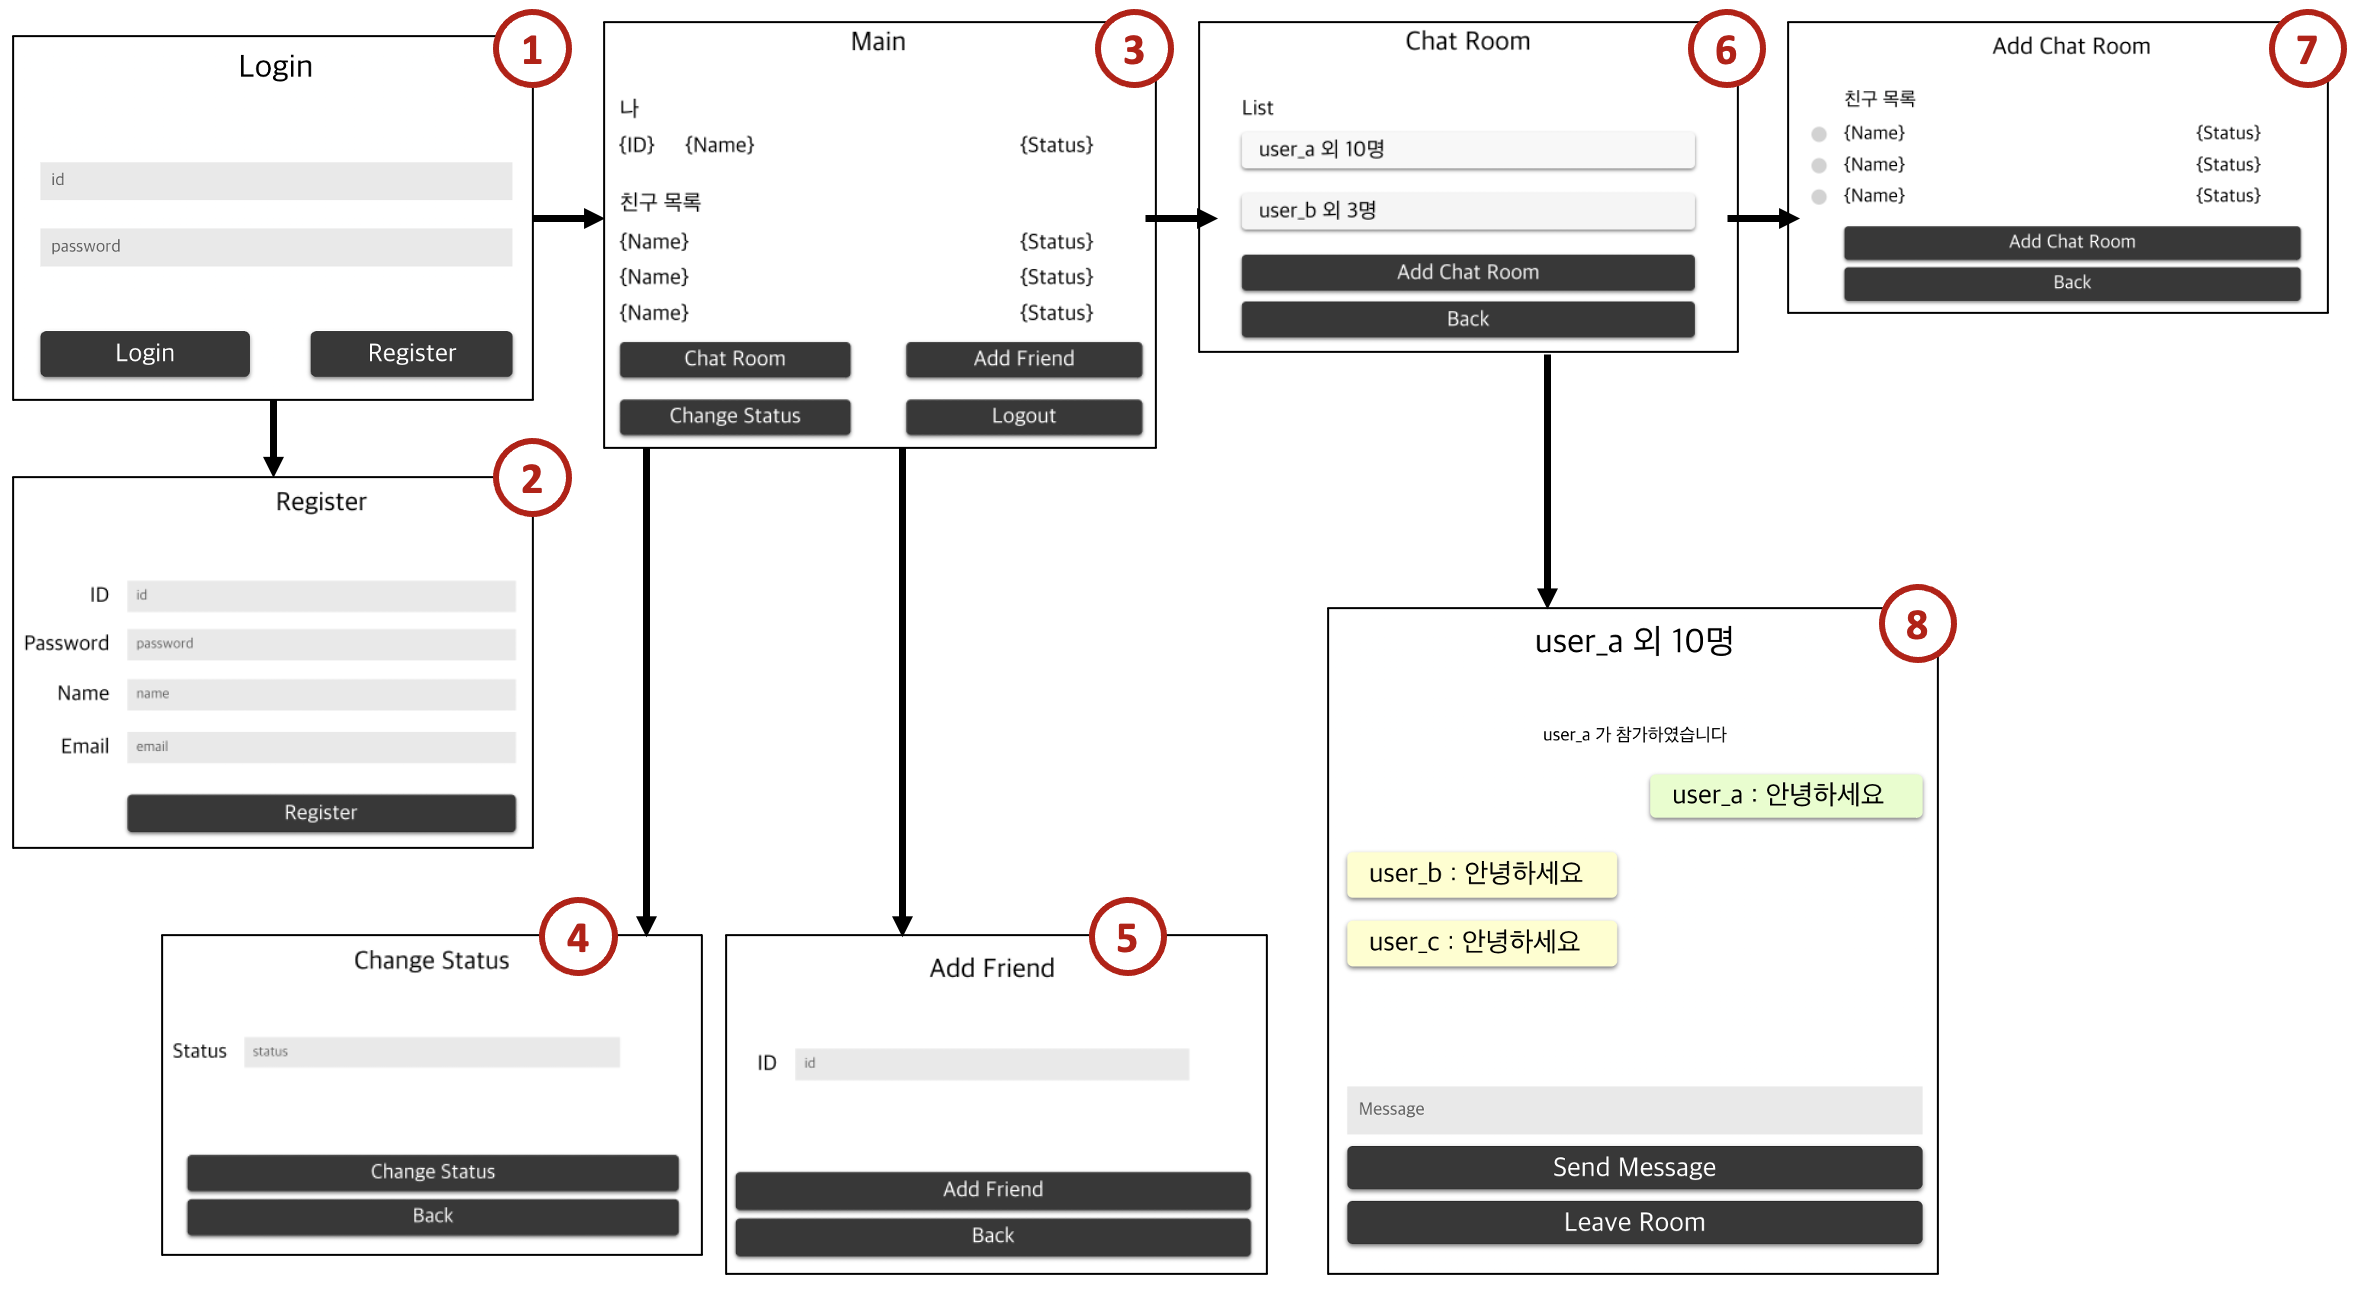 1
Login
id
password
Login Register
2
Register
ID id
Password password
Name name
Email email
Register
3
Main
나
{ID} {Name} {Status}
친구 목록
{Name} {Status}
{Name} {Status}
{Name} {Status}
Chat Room Add Friend
Change Status Logout
4
Change Status
Status status
Change Status
Back
5
Add Friend
ID id
Add Friend
Back
6
Chat Room
List
user_a 외 10명
user_b 외 3명
Add Chat Room
Back
7
Add Chat Room
친구 목록
{Name} {Status}
{Name} {Status}
{Name} {Status}
Add Chat Room
Back
8
user_a 외 10명
user_a 가 참가하였습니다
user_a : 안녕하세요
user_b : 안녕하세요
user_c : 안녕하세요
Message
Send Message
Leave Room